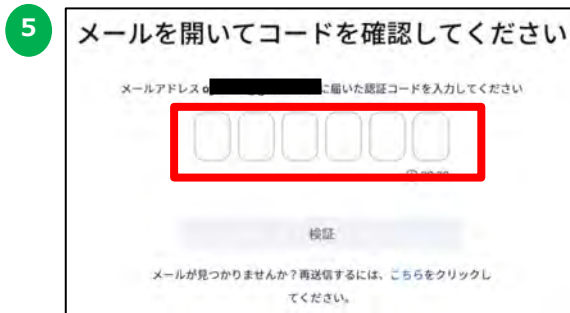 5
メールを開いてコードを確認してください
メールアドレス に届いた認証コードを入力してください
検証
メールが見つかりませんか？再送信するには、こちらをクリックし
てください。